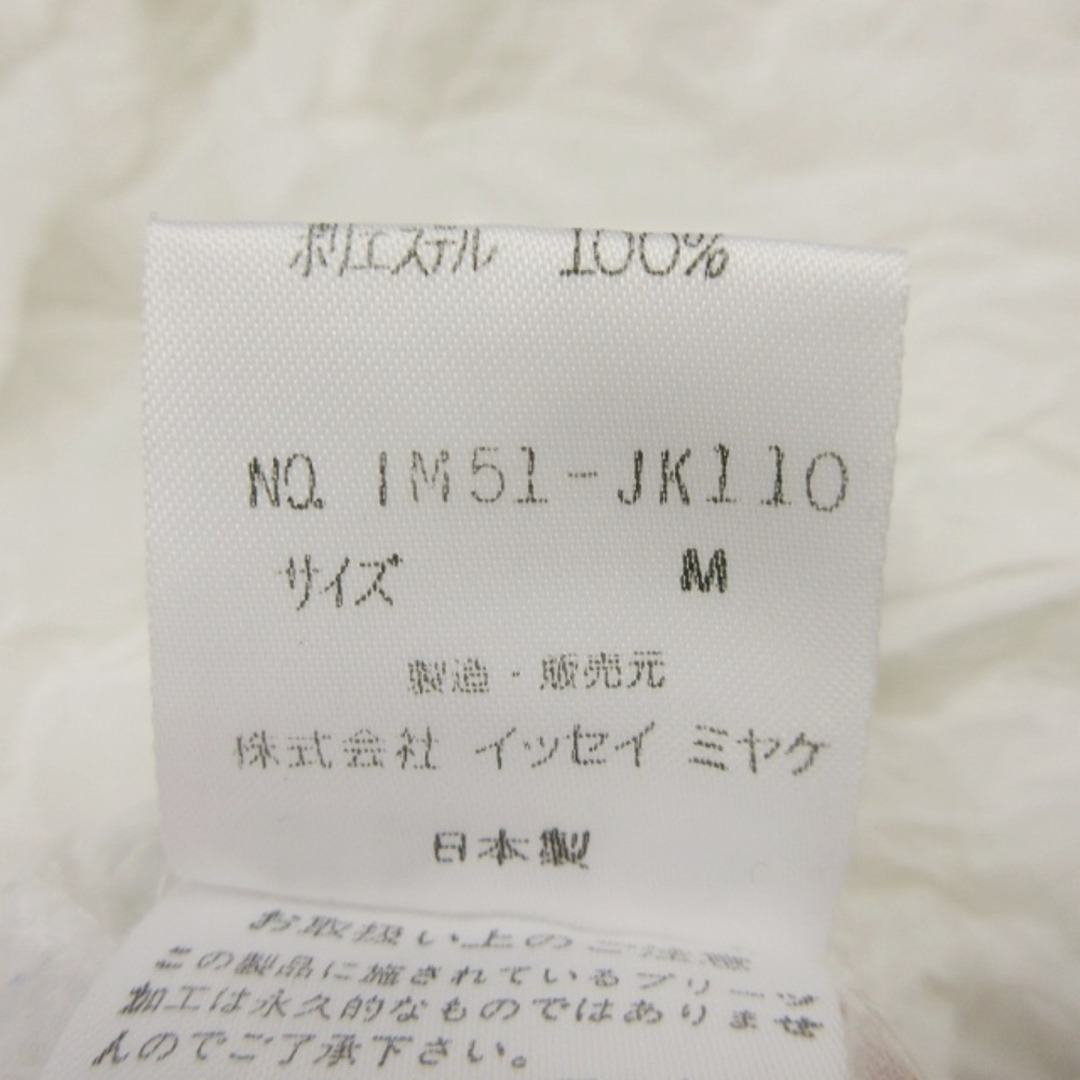 ポリエステル 100%
NO. IM51-JK110
サイズ M
製造・販売元
株式会社 イッセイ ミヤケ
日本製
お取扱い上のご注意
この製品に施されているプリーツ
加工は永久的なものではありませ
んのでご了承下さい。